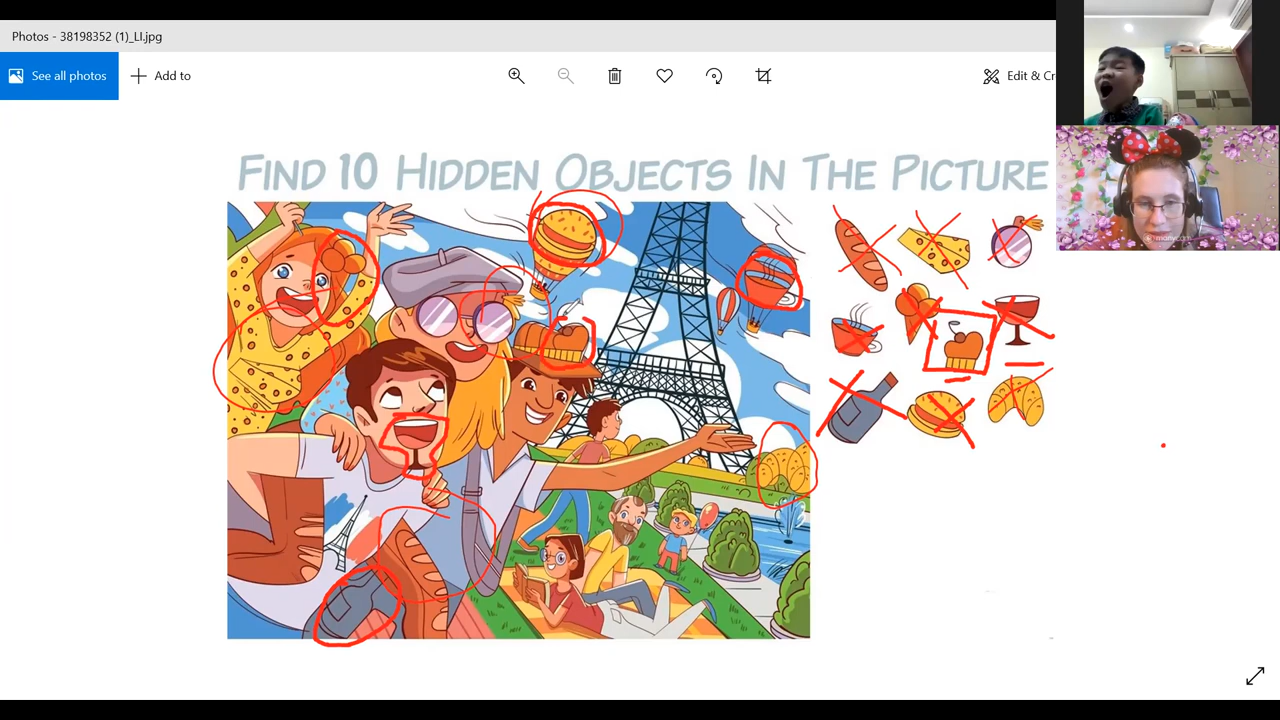 Photos - 38198352 (1)_LI.jpg
See all photos
Add to
Edit & Cr
FIND 10 HIDDEN OBJECTS IN THE PICTURE
manycam